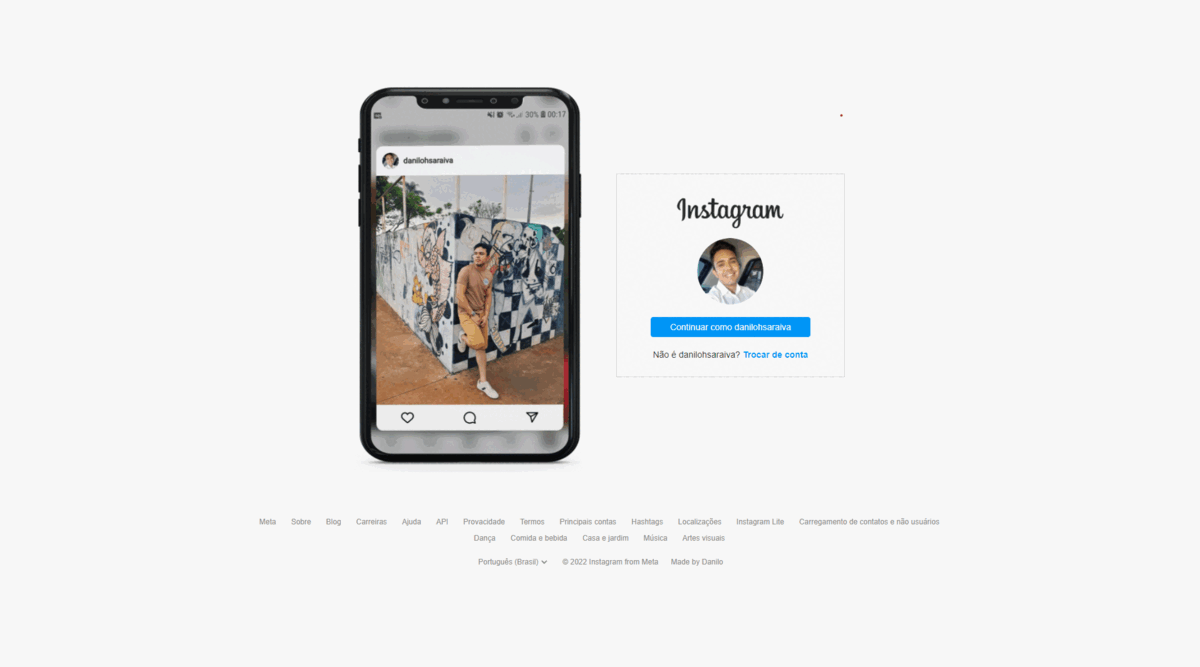 30% 00:17
danilohsaraiva
Instagram
Continuar como danilohsaraiva
Não é danilohsaraiva? Trocar de conta
Meta Sobre Blog Carreiras Ajuda API Provacidade Termos Principais contas Hashtags Localizações Instagram Lite Carregamento de contatos e não usuários
Dança Comida e bebida Casa e jardim Música Artes visuais
Português (Brasil) © 2022 Instagram from Meta Made by Danilo